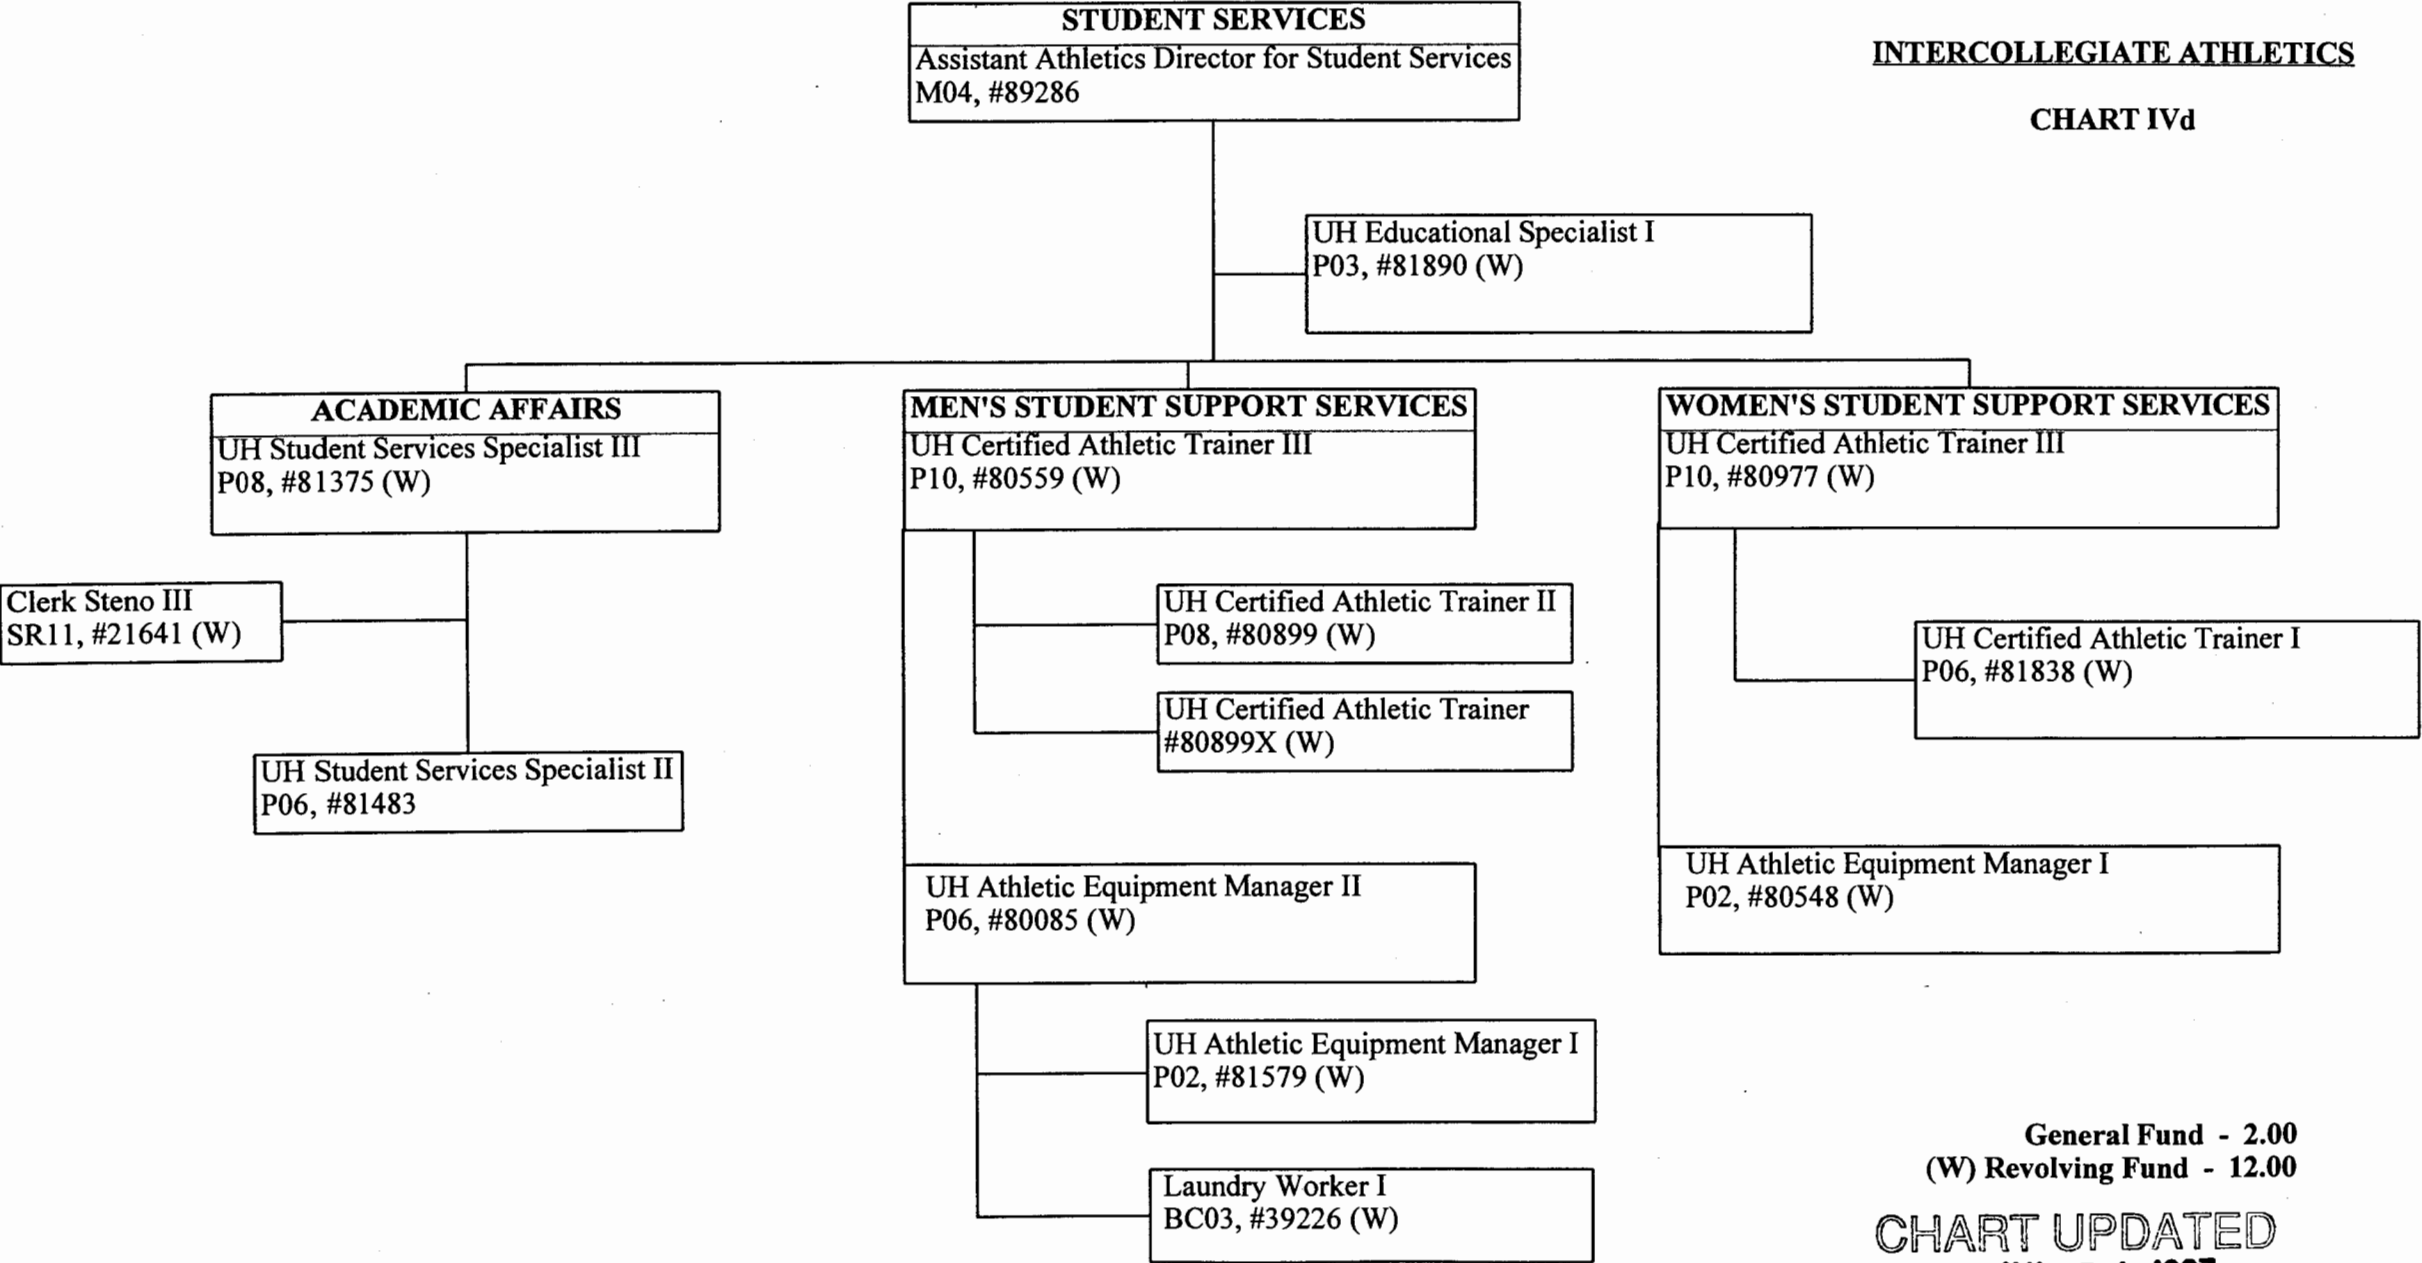 STUDENT SERVICES
Assistant Athletics Director for Student Services
M04, #89286
INTERCOLLEGIATE ATHLETICS
CHART IVd
UH Educational Specialist I
P03, #81890 (W)
ACADEMIC AFFAIRS
UH Student Services Specialist III
P08, #81375 (W)
MEN'S STUDENT SUPPORT SERVICES
UH Certified Athletic Trainer III
P10, #80559 (W)
WOMEN'S STUDENT SUPPORT SERVICES
UH Certified Athletic Trainer III
P10, #80977 (W)
Clerk Steno III
SR11, #21641 (W)
UH Certified Athletic Trainer II
P08, #80899 (W)
UH Certified Athletic Trainer I
P06, #81838 (W)
UH Certified Athletic Trainer
#80899X (W)
UH Student Services Specialist II
P06, #81483
UH Athletic Equipment Manager II
P06, #80085 (W)
UH Athletic Equipment Manager I
P02, #80548 (W)
UH Athletic Equipment Manager I
P02, #81579 (W)
Laundry Worker I
BC03, #39226 (W)
General Fund - 2.00
(W) Revolving Fund - 12.00
CHART UPDATED